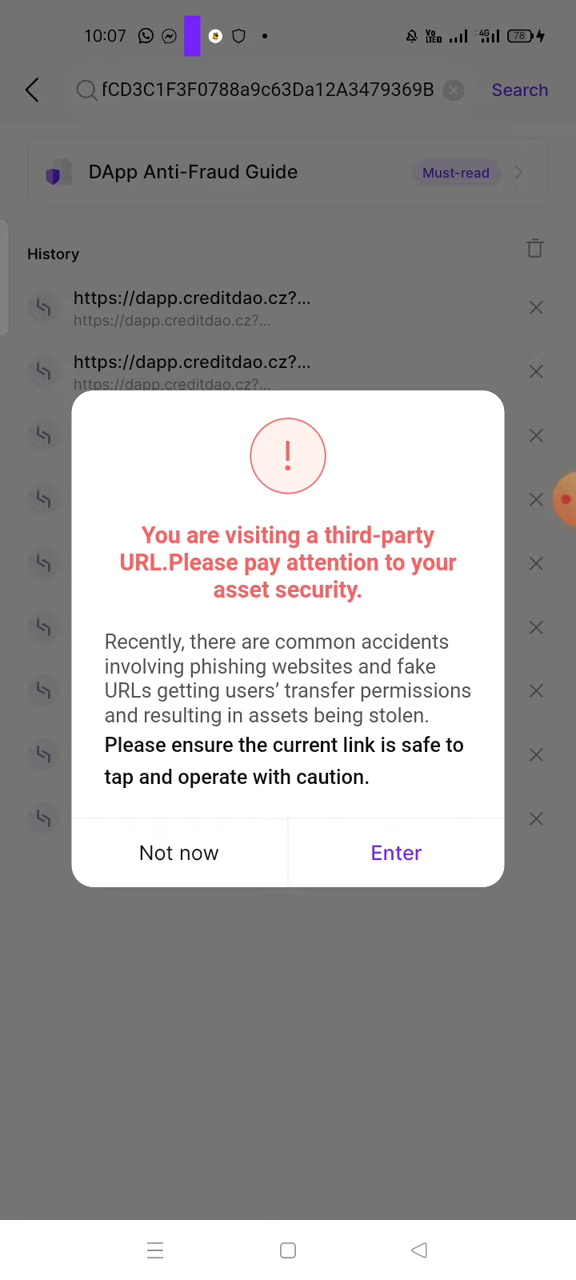 10:07
Vo LTED
4G
78
fCD3C1F3F0788a9c63Da12A3479369B
Search
DApp Anti-Fraud Guide
Must-read
History
https://dapp.creditdao.cz?...
https://dapp.creditdao.cz?...
https://dapp.creditdao.cz?...
https://dapp.creditdao.cz?...
!
You are visiting a third-party
URL.Please pay attention to your
asset security.
Recently, there are common accidents
involving phishing websites and fake
URLs getting users’ transfer permissions
and resulting in assets being stolen.
Please ensure the current link is safe to
tap and operate with caution.
Not now
Enter